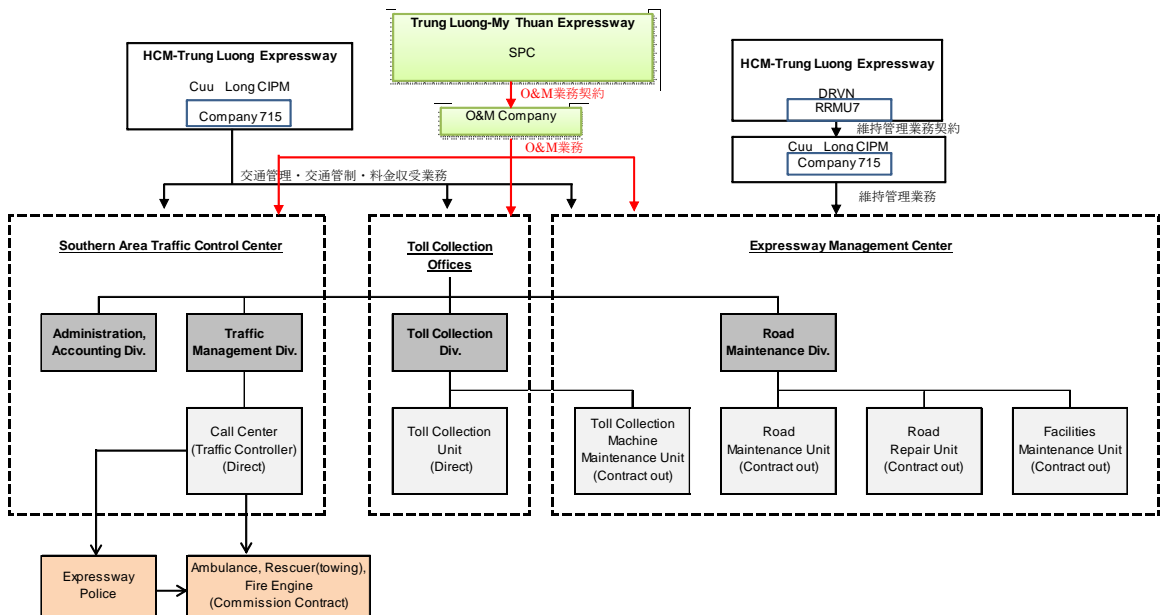 Trung Luong-My Thuan Expressway
SPC
HCM-Trung Luong Expressway
Cuu Long CIPM
Company 715
HCM-Trung Luong Expressway
DRVN
RRMU7
O&M業務契約
O&M Company
維持管理業務契約
Cuu Long CIPM
Company 715
O&M業務
交通管理・交通管制・料金収受業務
維持管理業務
Southern Area Traffic Control Center
Toll Collection
Offices
Expressway Management Center
Administration,
Accounting Div.
Traffic
Management Div.
Toll Collection
Div.
Road
Maintenance Div.
Call Center
(Traffic Controller)
(Direct)
Toll Collection
Unit
(Direct)
Toll Collection
Machine
Maintenance Unit
(Contract out)
Road
Maintenance Unit
(Contract out)
Road
Repair Unit
(Contract out)
Facilities
Maintenance Unit
(Contract out)
Expressway
Police
Ambulance, Rescuer(towing),
Fire Engine
(Commission Contract)